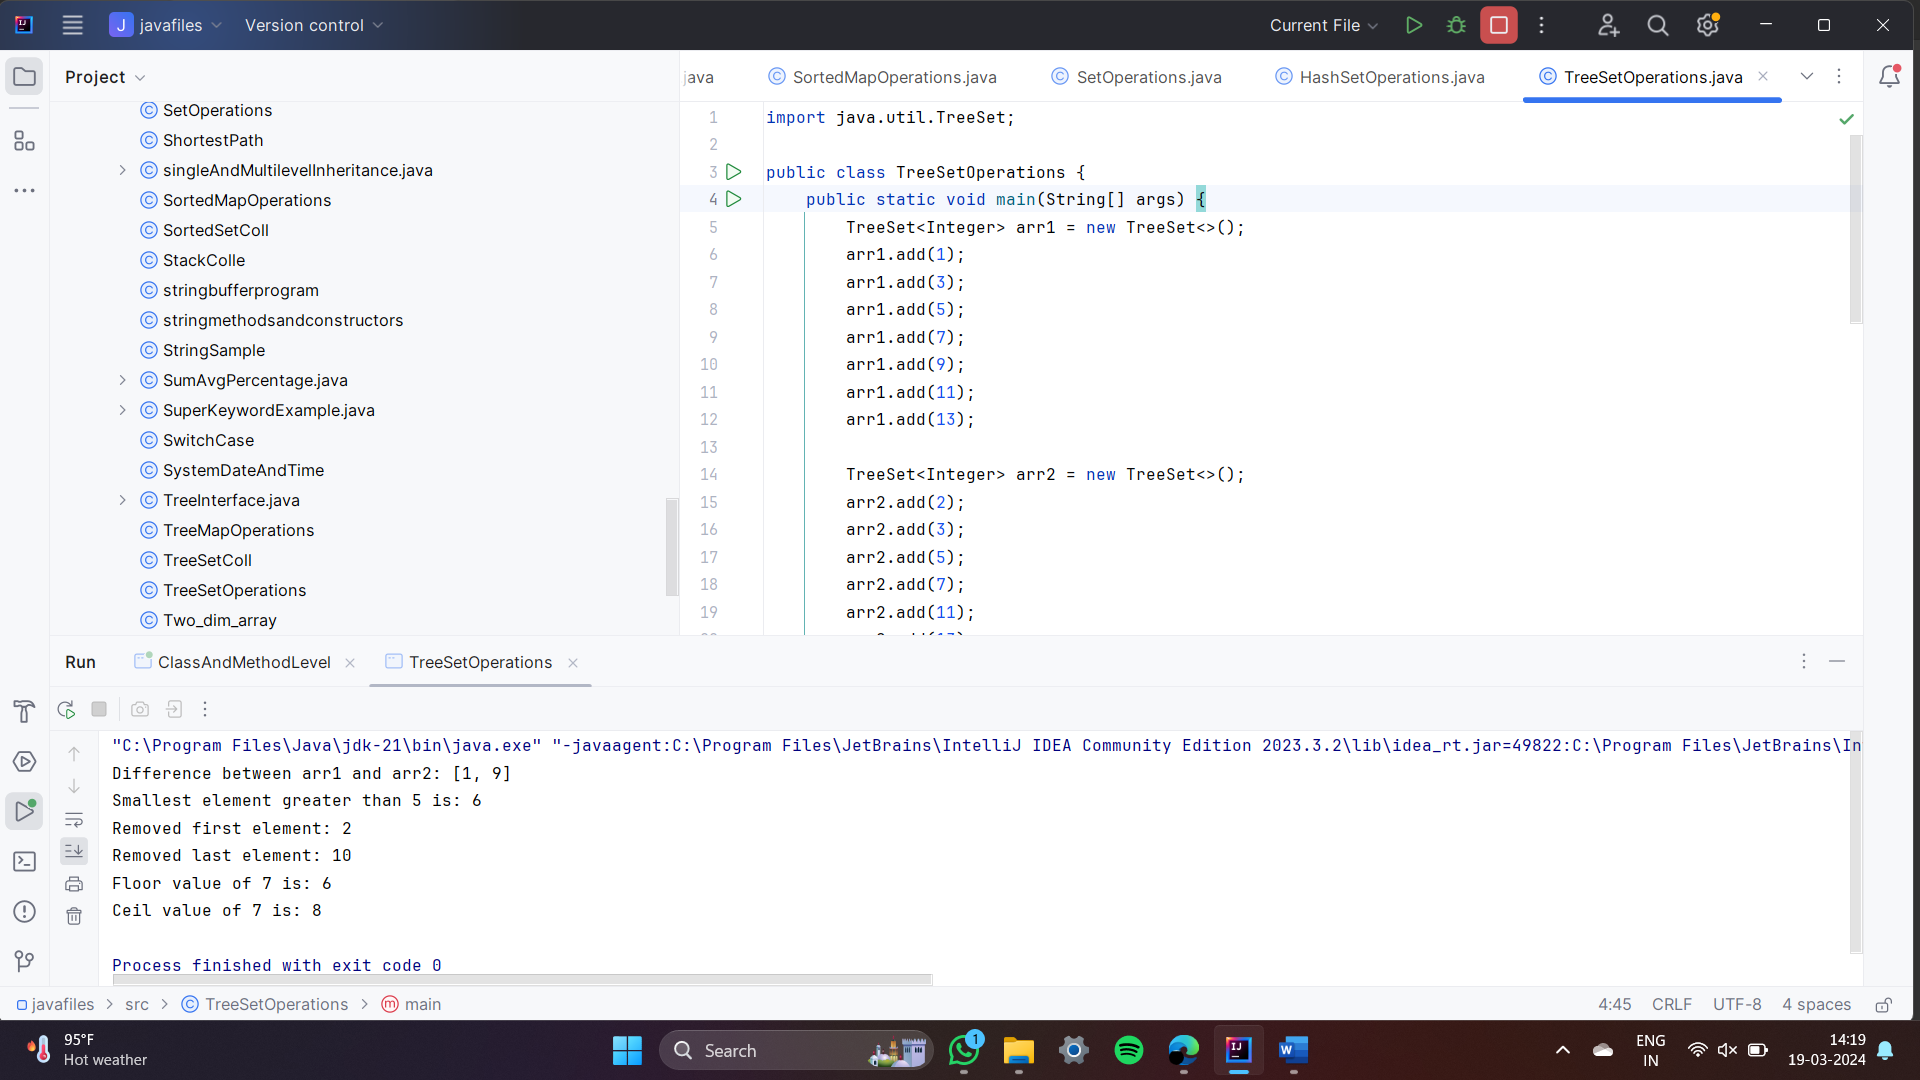 J javafiles Version control Current File
Project
java SortedMapOperations.java SetOperations.java HashSetOperations.java TreeSetOperations.java
SetOperations
ShortestPath
singleAndMultilevelInheritance.java
SortedMapOperations
SortedSetColl
StackColle
stringbufferprogram
stringmethodsandconstructors
StringSample
SumAvgPercentage.java
SuperKeywordExample.java
SwitchCase
SystemDateAndTime
TreeInterface.java
TreeMapOperations
TreeSetColl
TreeSetOperations
Two_dim_array
1 import java.util.TreeSet;
2
3 public class TreeSetOperations {
4 public static void main(String[] args) {
5 TreeSet<Integer> arr1 = new TreeSet<>();
6 arr1.add(1);
7 arr1.add(3);
8 arr1.add(5);
9 arr1.add(7);
10 arr1.add(9);
11 arr1.add(11);
12 arr1.add(13);
13
14 TreeSet<Integer> arr2 = new TreeSet<>();
15 arr2.add(2);
16 arr2.add(3);
17 arr2.add(5);
18 arr2.add(7);
19 arr2.add(11);
Run ClassAndMethodLevel TreeSetOperations
"C:\Program Files\Java\jdk-21\bin\java.exe" "-javaagent:C:\Program Files\JetBrains\IntelliJ IDEA Community Edition 2023.3.2\lib\idea_rt.jar=49822:C:\Program Files\JetBrains\In
Difference between arr1 and arr2: [1, 9]
Smallest element greater than 5 is: 6
Removed first element: 2
Removed last element: 10
Floor value of 7 is: 6
Ceil value of 7 is: 8
Process finished with exit code 0
javafiles > src > TreeSetOperations > main 4:45 CRLF UTF-8 4 spaces
95°F
Hot weather
Search
1
ENG
IN
14:19
19-03-2024